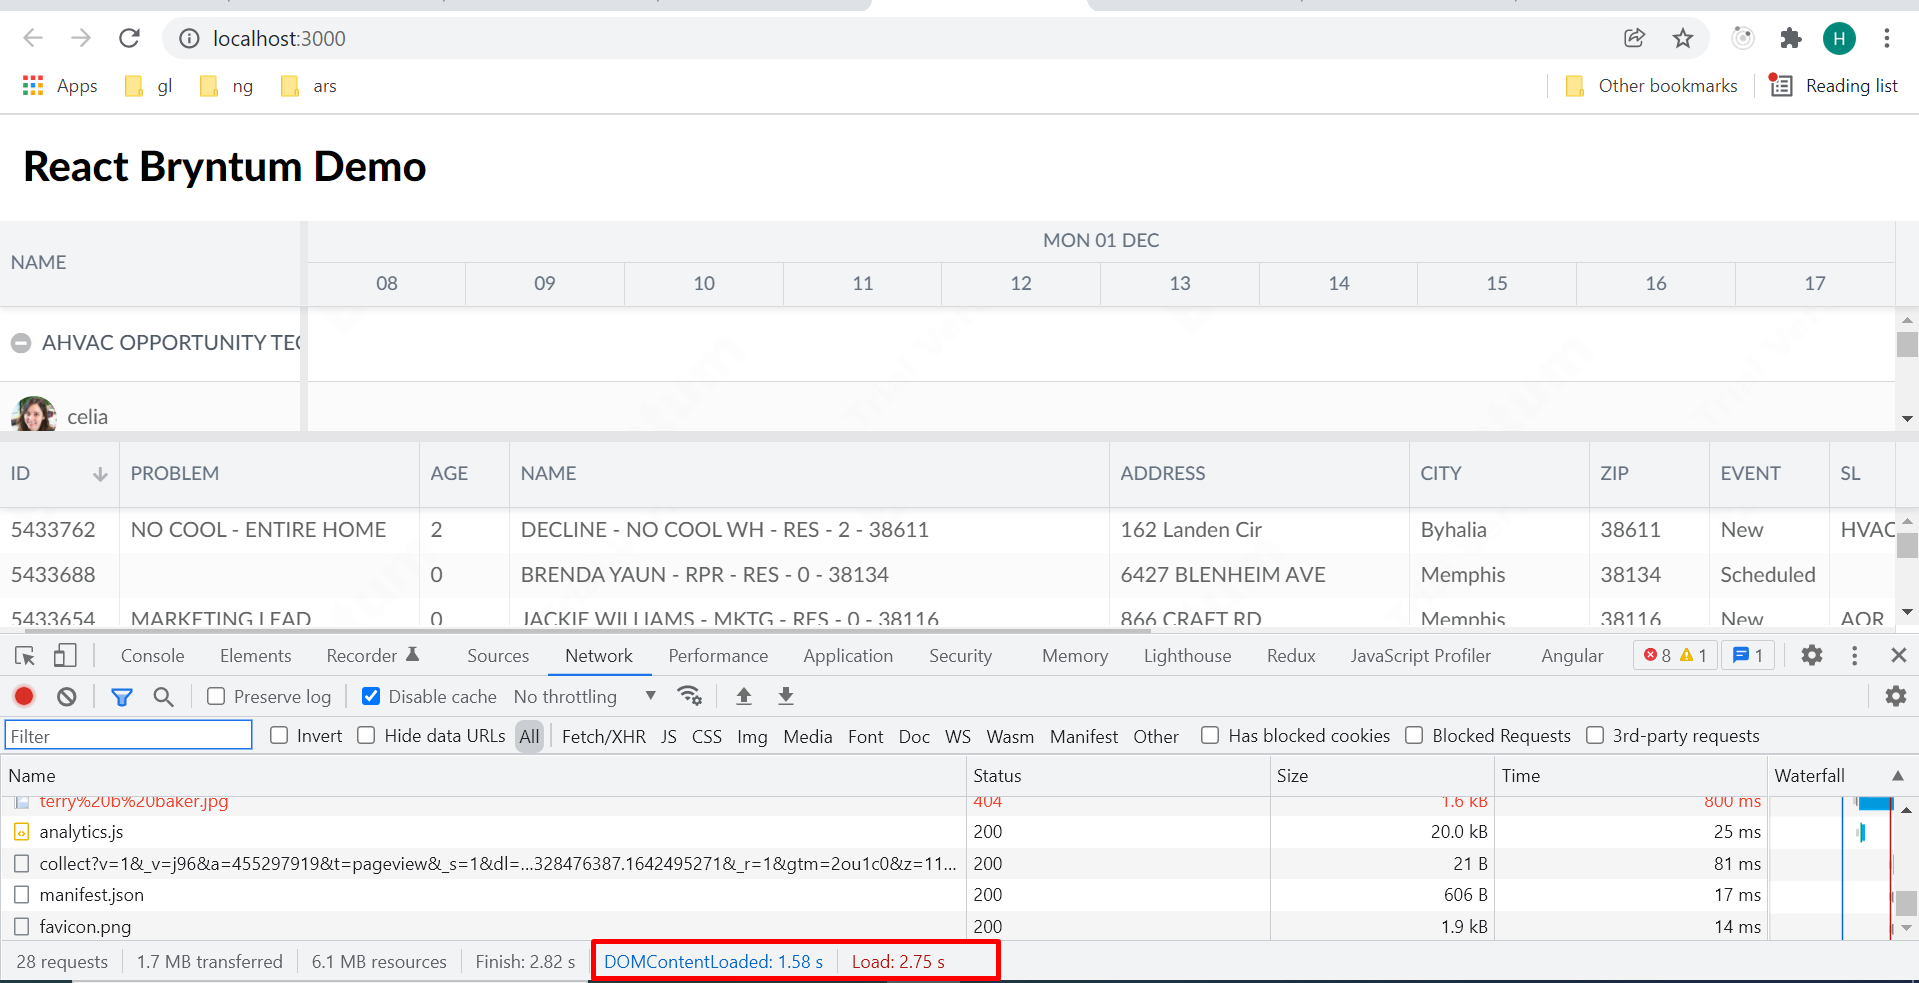 localhost:3000
H
Apps gl ng ars Other bookmarks Reading list
React Bryntum Demo
NAME
MON 01 DEC
08 09 10 11 12 13 14 15 16 17
AHVAC OPPORTUNITY TEC
celia
ID PROBLEM AGE NAME ADDRESS CITY ZIP EVENT SL
5433762 NO COOL - ENTIRE HOME 2 DECLINE - NO COOL WH - RES - 2 - 38611 162 Landen Cir Byhalia 38611 New HVAC
5433688 0 BRENDA YAUN - RPR - RES - 0 - 38134 6427 BLENHEIM AVE Memphis 38134 Scheduled
5433654 MARKETING LEAD 0 JACKIE WILLIAMS - MKTG - RES - 0 - 38116 866 CRAFT RD Memphis 38116 New AOR
Console Elements Recorder Sources Network Performance Application Security Memory Lighthouse Redux JavaScript Profiler Angular 8 1 1
Preserve log Disable cache No throttling
Filter Invert Hide data URLs All Fetch/XHR JS CSS Img Media Font Doc WS Wasm Manifest Other Has blocked cookies Blocked Requests 3rd-party requests
Name Status Size Time Waterfall
terry%20b%20baker.jpg 404 1.6 kB 800 ms
analytics.js 200 20.0 kB 25 ms
collect?v=1&_v=j96&a=455297919&t=pageview&_s=1&dl=...328476387.1642495271&_r=1&gtm=2ou1c0&z=11... 200 21 B 81 ms
manifest.json 200 606 B 17 ms
favicon.png 200 1.9 kB 14 ms
28 requests 1.7 MB transferred 6.1 MB resources Finish: 2.82 s DOMContentLoaded: 1.58 s Load: 2.75 s